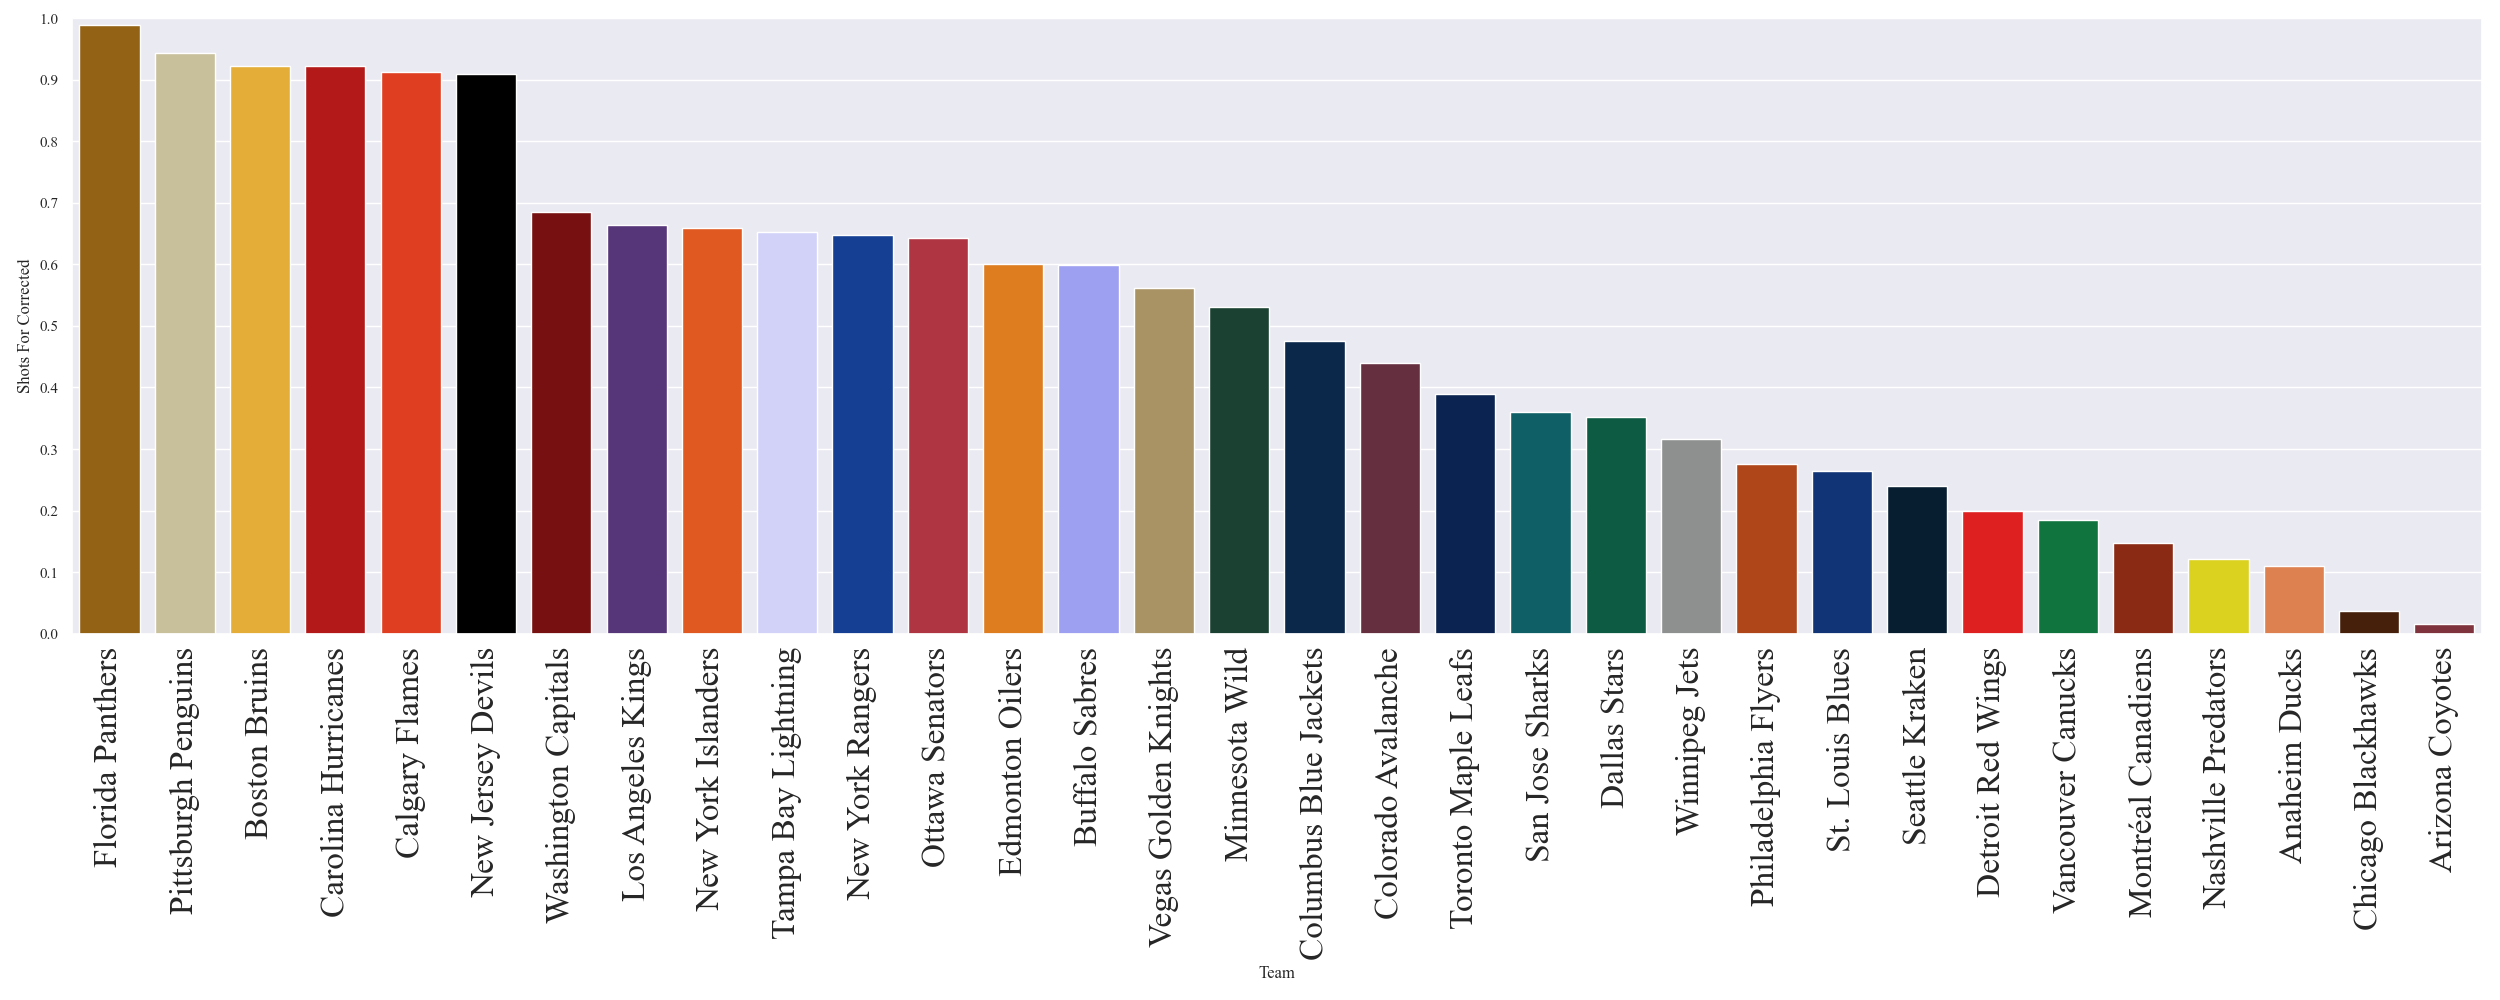 1.0
0.9
0.8
0.7
0.6
0.5
0.4
0.3
0.2
0.1
0.0
Shots For Corrected
Florida Panthers
Pittsburgh Penguins
Boston Bruins
Carolina Hurricanes
Calgary Flames
New Jersey Devils
Washington Capitals
Los Angeles Kings
New York Islanders
Tampa Bay Lightning
New York Rangers
Ottawa Senators
Edmonton Oilers
Buffalo Sabres
Vegas Golden Knights
Minnesota Wild
Columbus Blue Jackets
Colorado Avalanche
Toronto Maple Leafs
San Jose Sharks
Dallas Stars
Winnipeg Jets
Philadelphia Flyers
St. Louis Blues
Seattle Kraken
Detroit Red Wings
Vancouver Canucks
Montréal Canadiens
Nashville Predators
Anaheim Ducks
Chicago Blackhawks
Arizona Coyotes
Team